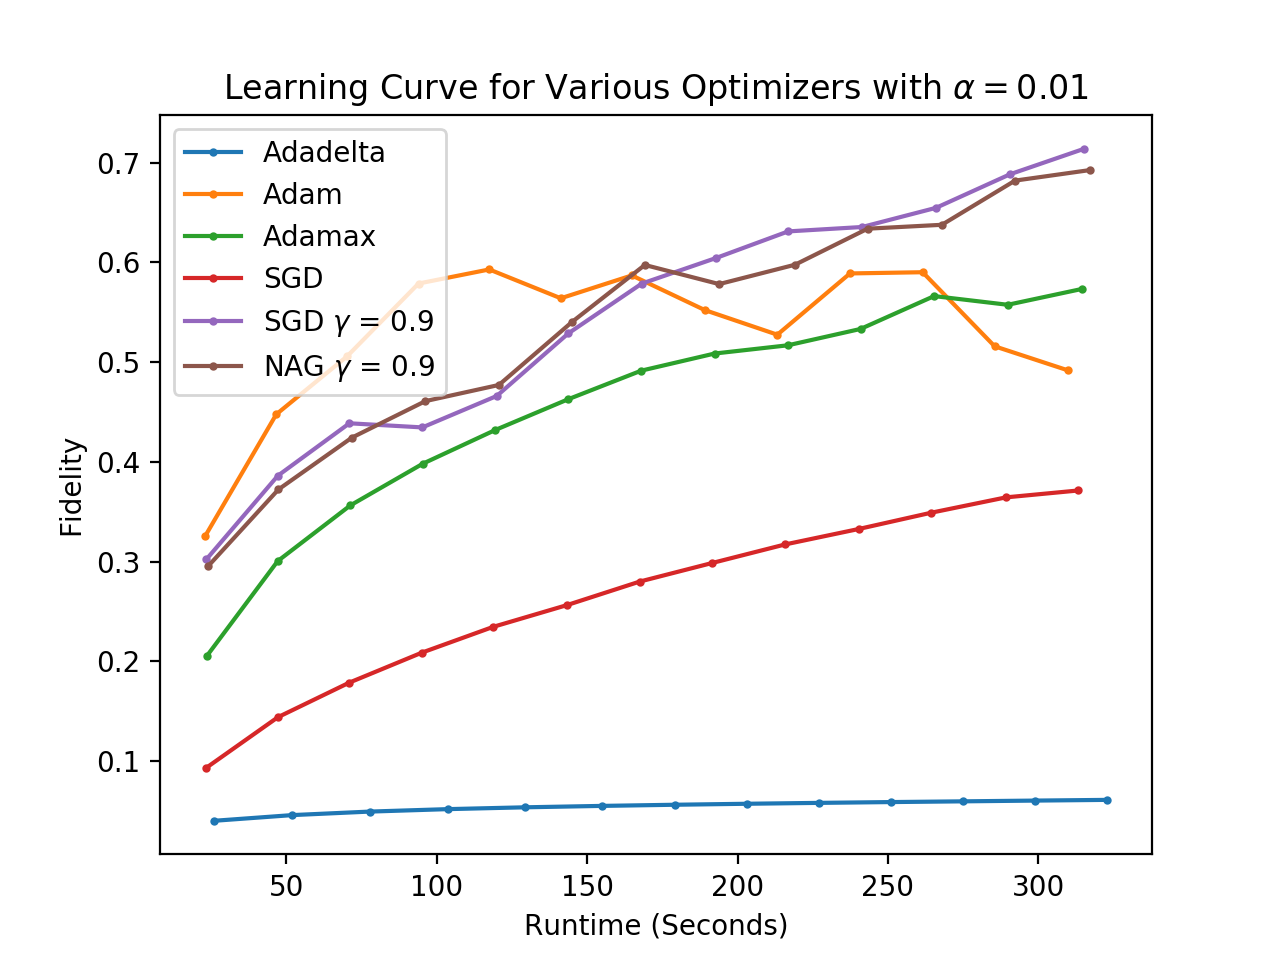 Learning Curve for Various Optimizers with α = 0.01
Adadelta
Adam
Adamax
SGD
SGD γ = 0.9
NAG γ = 0.9
0.7
0.6
0.5
0.4
0.3
0.2
0.1
Fidelity
50 100 150 200 250 300
Runtime (Seconds)